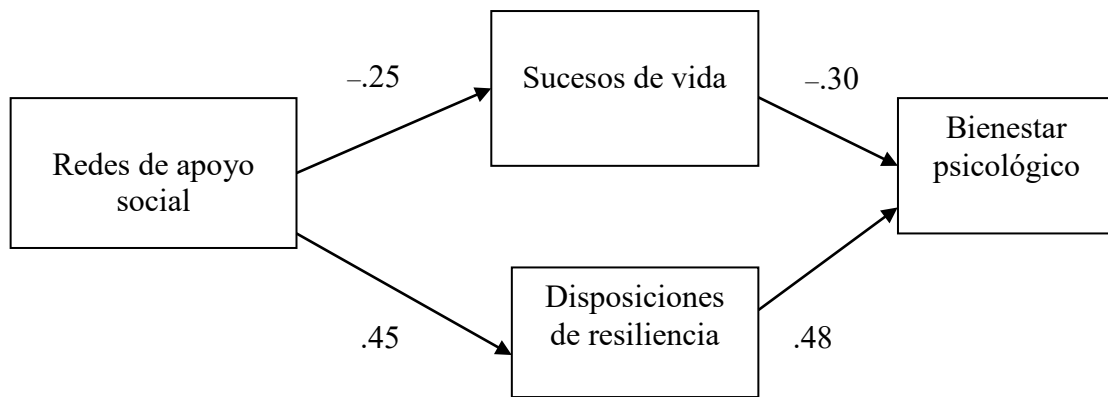 –.25
Sucesos de vida
–.30
Redes de apoyo
social
Bienestar
psicológico
.45
Disposiciones
de resiliencia
.48